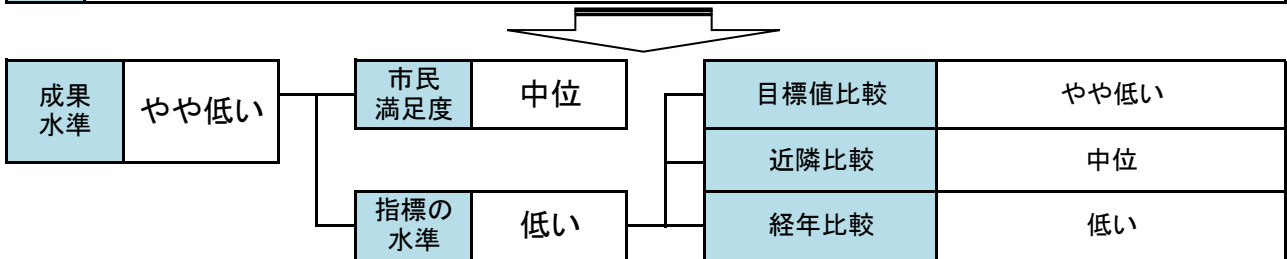 成果
水準
やや低い
市民
満足度
中位
指標の
水準
低い
目標値比較
やや低い
近隣比較
中位
経年比較
低い